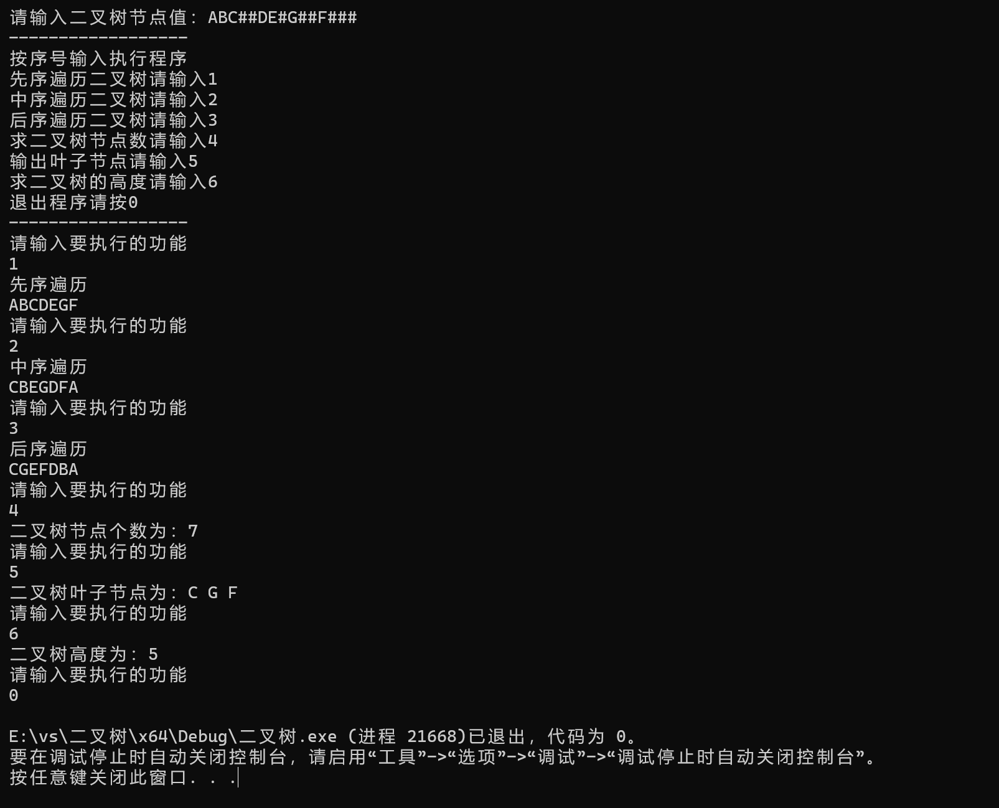 请输入二叉树节点值：ABC##DE#G##F###
------------------
按序号输入执行程序
先序遍历二叉树请输入1
中序遍历二叉树请输入2
后序遍历二叉树请输入3
求二叉树节点数请输入4
输出叶子节点请输入5
求二叉树的高度请输入6
退出程序请按0
------------------
请输入要执行的功能
1
先序遍历
ABCDEGF
请输入要执行的功能
2
中序遍历
CBEGDFA
请输入要执行的功能
3
后序遍历
CGEFDBA
请输入要执行的功能
4
二叉树节点个数为：7
请输入要执行的功能
5
二叉树叶子节点为：C G F
请输入要执行的功能
6
二叉树高度为：5
请输入要执行的功能
0
E:\vs\二叉树\x64\Debug\二叉树.exe (进程 21668)已退出，代码为 0。
要在调试停止时自动关闭控制台，请启用“工具”->“选项”->“调试”->“调试停止时自动关闭控制台”。
按任意键关闭此窗口. . .